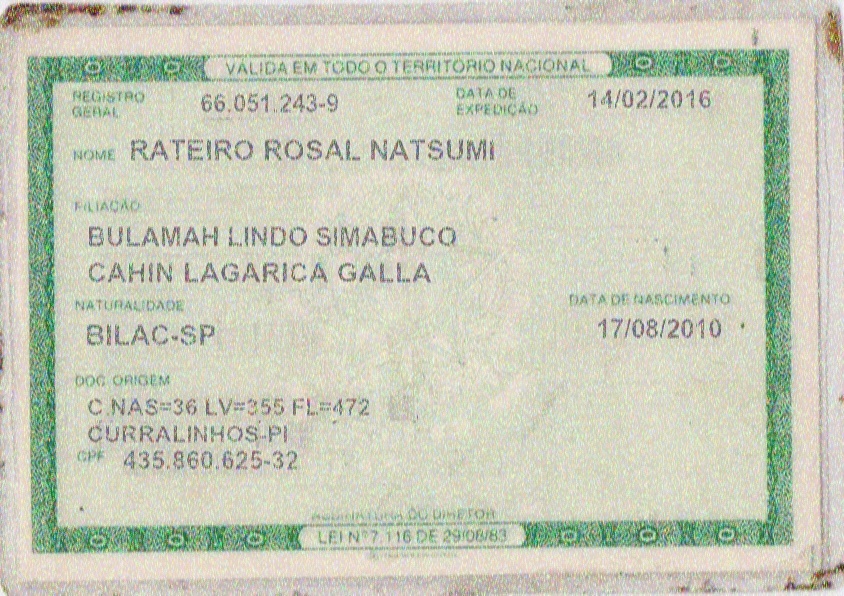 VÁLIDA EM TODO O TERRITÓRIO NACIONAL
REGISTRO GERAL 66.051.243-9 DATA DE EXPEDIÇÃO 14/02/2016
NOME RATEIRO ROSAL NATSUMI
FILIAÇÃO
BULAMAH LINDO SIMABUCO
CAHIN LAGARICA GALLA
NATURALIDADE DATA DE NASCIMENTO
BILAC-SP 17/08/2010
DOC ORIGEM
C.NAS=36 LV=355 FL=472
CURRALINHOS-PI
CPF 435.860.625-32
ASSINATURA DO DIRETOR
LEI Nº 7.116 DE 29/08/83